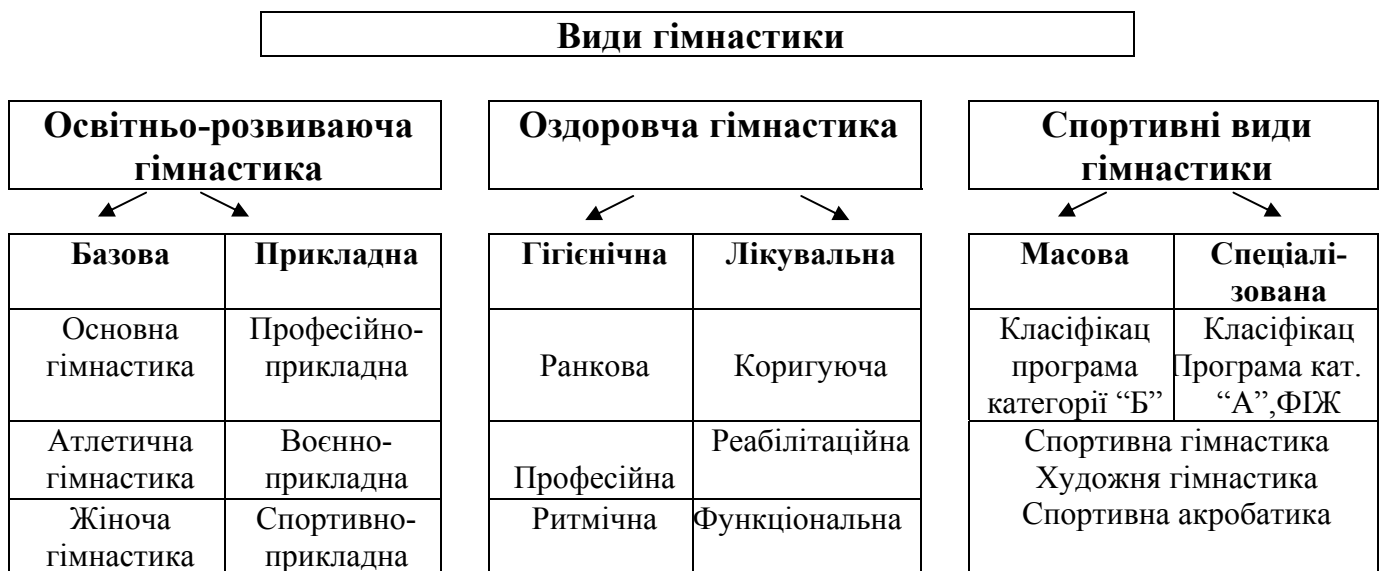 Види гімнастики
Освітньо-розвиваюча
гімнастика
Базова
Прикладна
Основна
гімнастика
Професійно-
прикладна
Атлетична
гімнастика
Воєнно-
прикладна
Жіноча
гімнастика
Спортивно-
прикладна
Оздоровча гімнастика
Гігієнічна
Лікувальна
Ранкова
Коригуюча
Професійна
Реабілітаційна
Ритмічна
Функціональна
Спортивні види
гімнастики
Масова
Спеціалі-
зована
Класіфікац
програма
категорії “Б”
Класіфікац
Програма кат.
“А”,ФІЖ
Спортивна гімнастика
Художня гімнастика
Спортивна акробатика